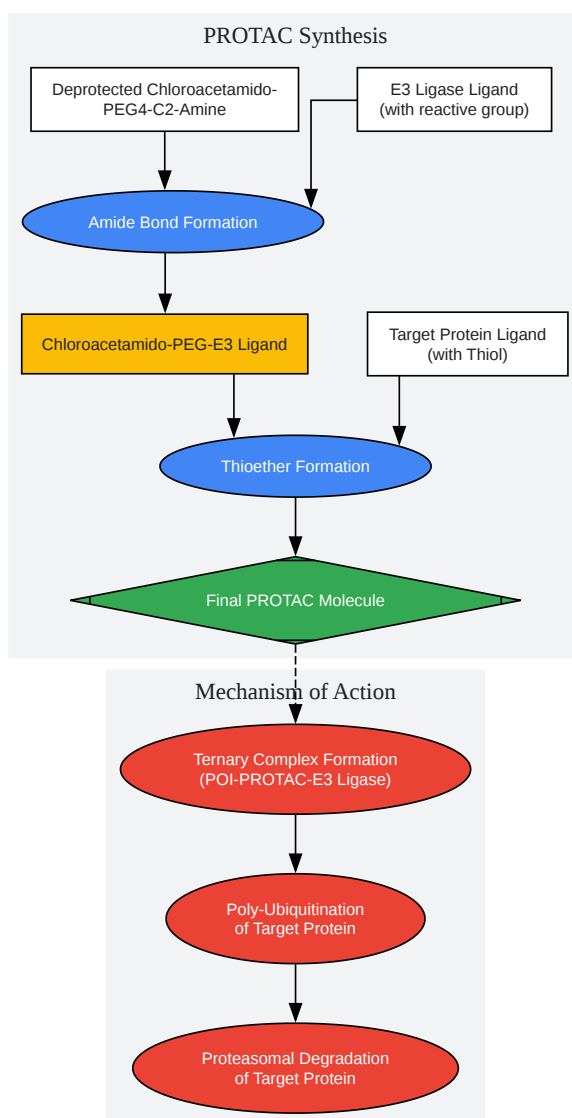 PROTAC Synthesis
Deprotected Chloroacetamido-
PEG4-C2-Amine
E3 Ligase Ligand
(with reactive group)
Amide Bond Formation
Chloroacetamido-PEG-E3 Ligand
Target Protein Ligand
(with Thiol)
Thioether Formation
Final PROTAC Molecule
Mechanism of Action
Ternary Complex Formation
(POI-PROTAC-E3 Ligase)
Poly-Ubiquitination
of Target Protein
Proteasomal Degradation
of Target Protein